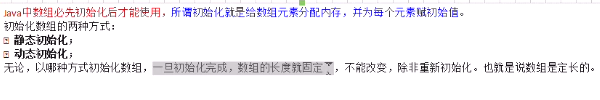 Java中数组必先初始化后才能使用，所谓初始化就是给数组元素分配内存，并为每个元素赋初始值。
初始化数组的两种方式：
静态初始化；
动态初始化；
无论，以哪种方式初始化数组，一旦初始化完成，数组的长度就固定了，不能改变，除非重新初始化。也就是说数组是定长的。